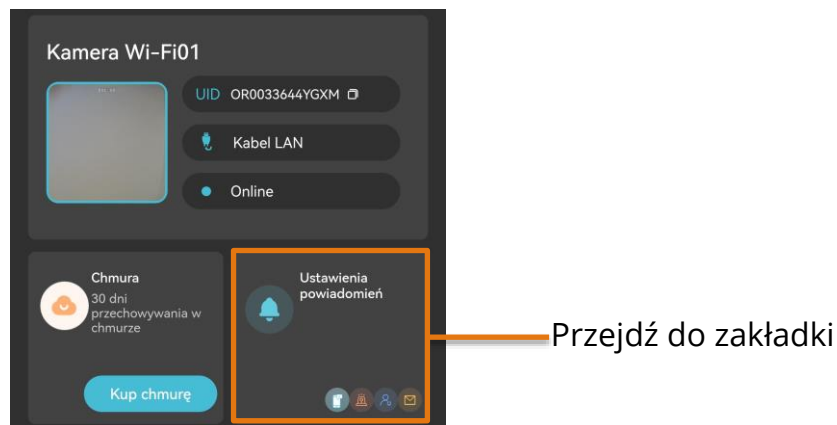 Kamera Wi-Fi01
UID OR0033644YGXM
Kabel LAN
Online
Chmura
30 dni
przechowywania w
chmurze
Kup chmurę
Ustawienia
powiadomień
Przejdź do zakładki